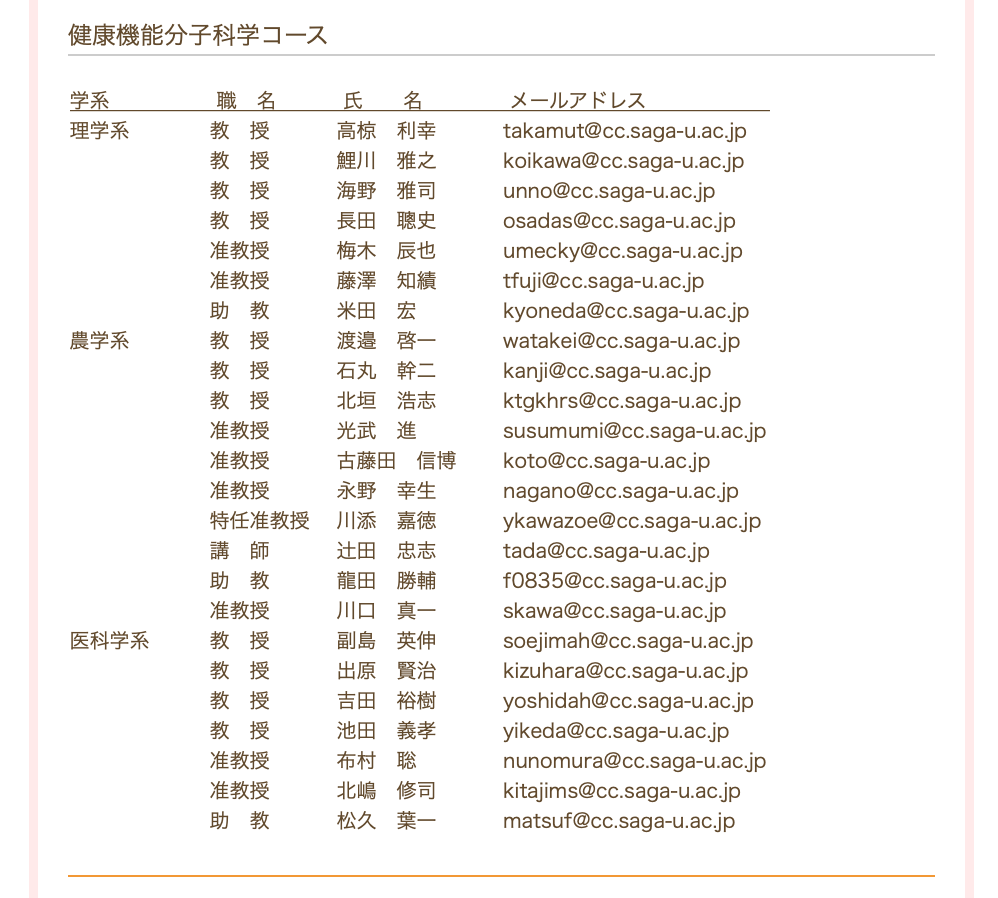 健康機能分子科学コース
学系 職　名 氏　　名 メールアドレス
理学系 教　授 高椋　利幸 takamut@cc.saga-u.ac.jp
教　授 鯉川　雅之 koikawa@cc.saga-u.ac.jp
教　授 海野　雅司 unno@cc.saga-u.ac.jp
教　授 長田　聰史 osadas@cc.saga-u.ac.jp
准教授 梅木　辰也 umecky@cc.saga-u.ac.jp
准教授 藤澤　知績 tfuji@cc.saga-u.ac.jp
助　教 米田　宏 kyoneda@cc.saga-u.ac.jp
農学系 教　授 渡邉　啓一 watakei@cc.saga-u.ac.jp
教　授 石丸　幹二 kanji@cc.saga-u.ac.jp
教　授 北垣　浩志 ktgkhrs@cc.saga-u.ac.jp
准教授 光武　進 susumumi@cc.saga-u.ac.jp
准教授 古藤田　信博 koto@cc.saga-u.ac.jp
准教授 永野　幸生 nagano@cc.saga-u.ac.jp
特任准教授 川添　嘉徳 ykawazoe@cc.saga-u.ac.jp
講　師 辻田　忠志 tada@cc.saga-u.ac.jp
助　教 龍田　勝輔 f0835@cc.saga-u.ac.jp
准教授 川口　真一 skawa@cc.saga-u.ac.jp
医科学系 教　授 副島　英伸 soejimah@cc.saga-u.ac.jp
教　授 出原　賢治 kizuhara@cc.saga-u.ac.jp
教　授 吉田　裕樹 yoshidah@cc.saga-u.ac.jp
教　授 池田　義孝 yikeda@cc.saga-u.ac.jp
准教授 布村　聡 nunomura@cc.saga-u.ac.jp
准教授 北嶋　修司 kitajims@cc.saga-u.ac.jp
助　教 松久　葉一 matsuf@cc.saga-u.ac.jp